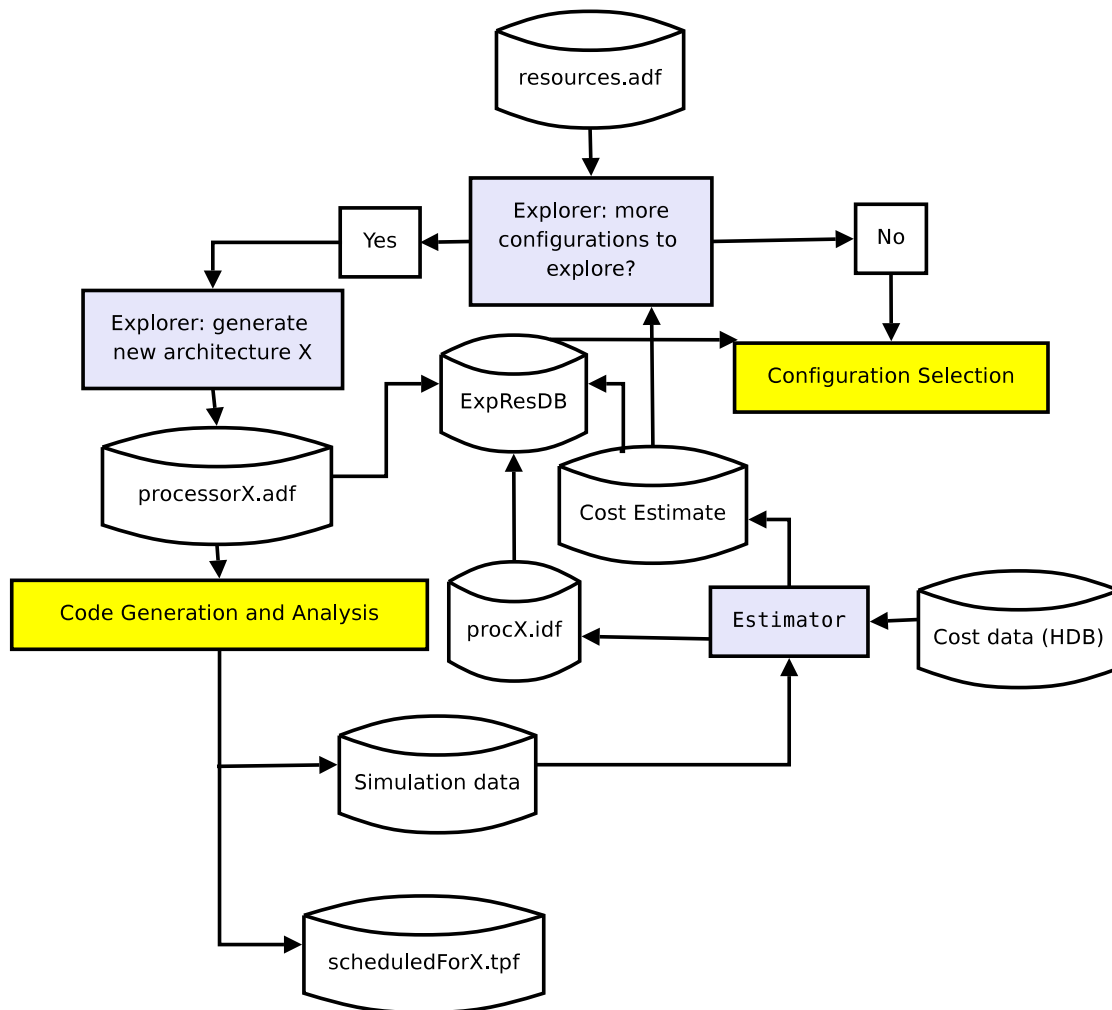 resources.adf
Explorer: more
configurations to
explore?
Yes
No
Explorer: generate
new architecture X
ExpResDB
Configuration Selection
processorX.adf
Cost Estimate
Code Generation and Analysis
procX.idf
Estimator
Cost data (HDB)
Simulation data
scheduledForX.tpf